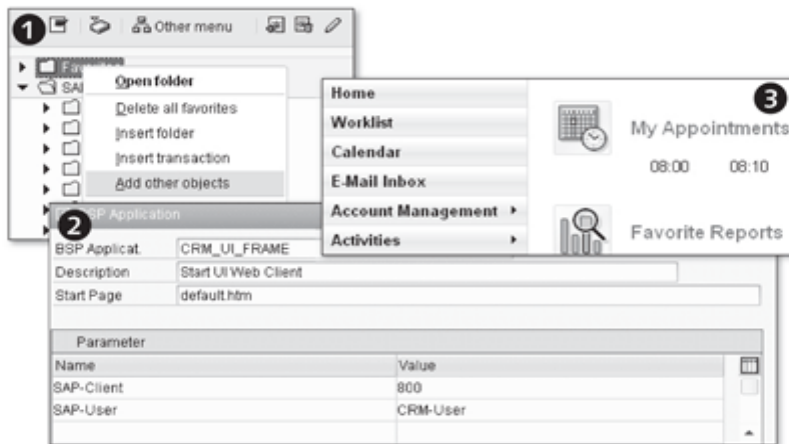 1
Other menu
Open folder
Delete all favorites
Insert folder
Insert transaction
Add other objects
2
BSP Application
BSP Applicat. CRM_UI_FRAME
Description Start UI Web Client
Start Page default.htm
Parameter
Name Value
SAP-Client 800
SAP-User CRM-User
3
Home
Worklist
Calendar
E-Mail Inbox
Account Management
Activities
My Appointments
08:00 08:10
Favorite Reports